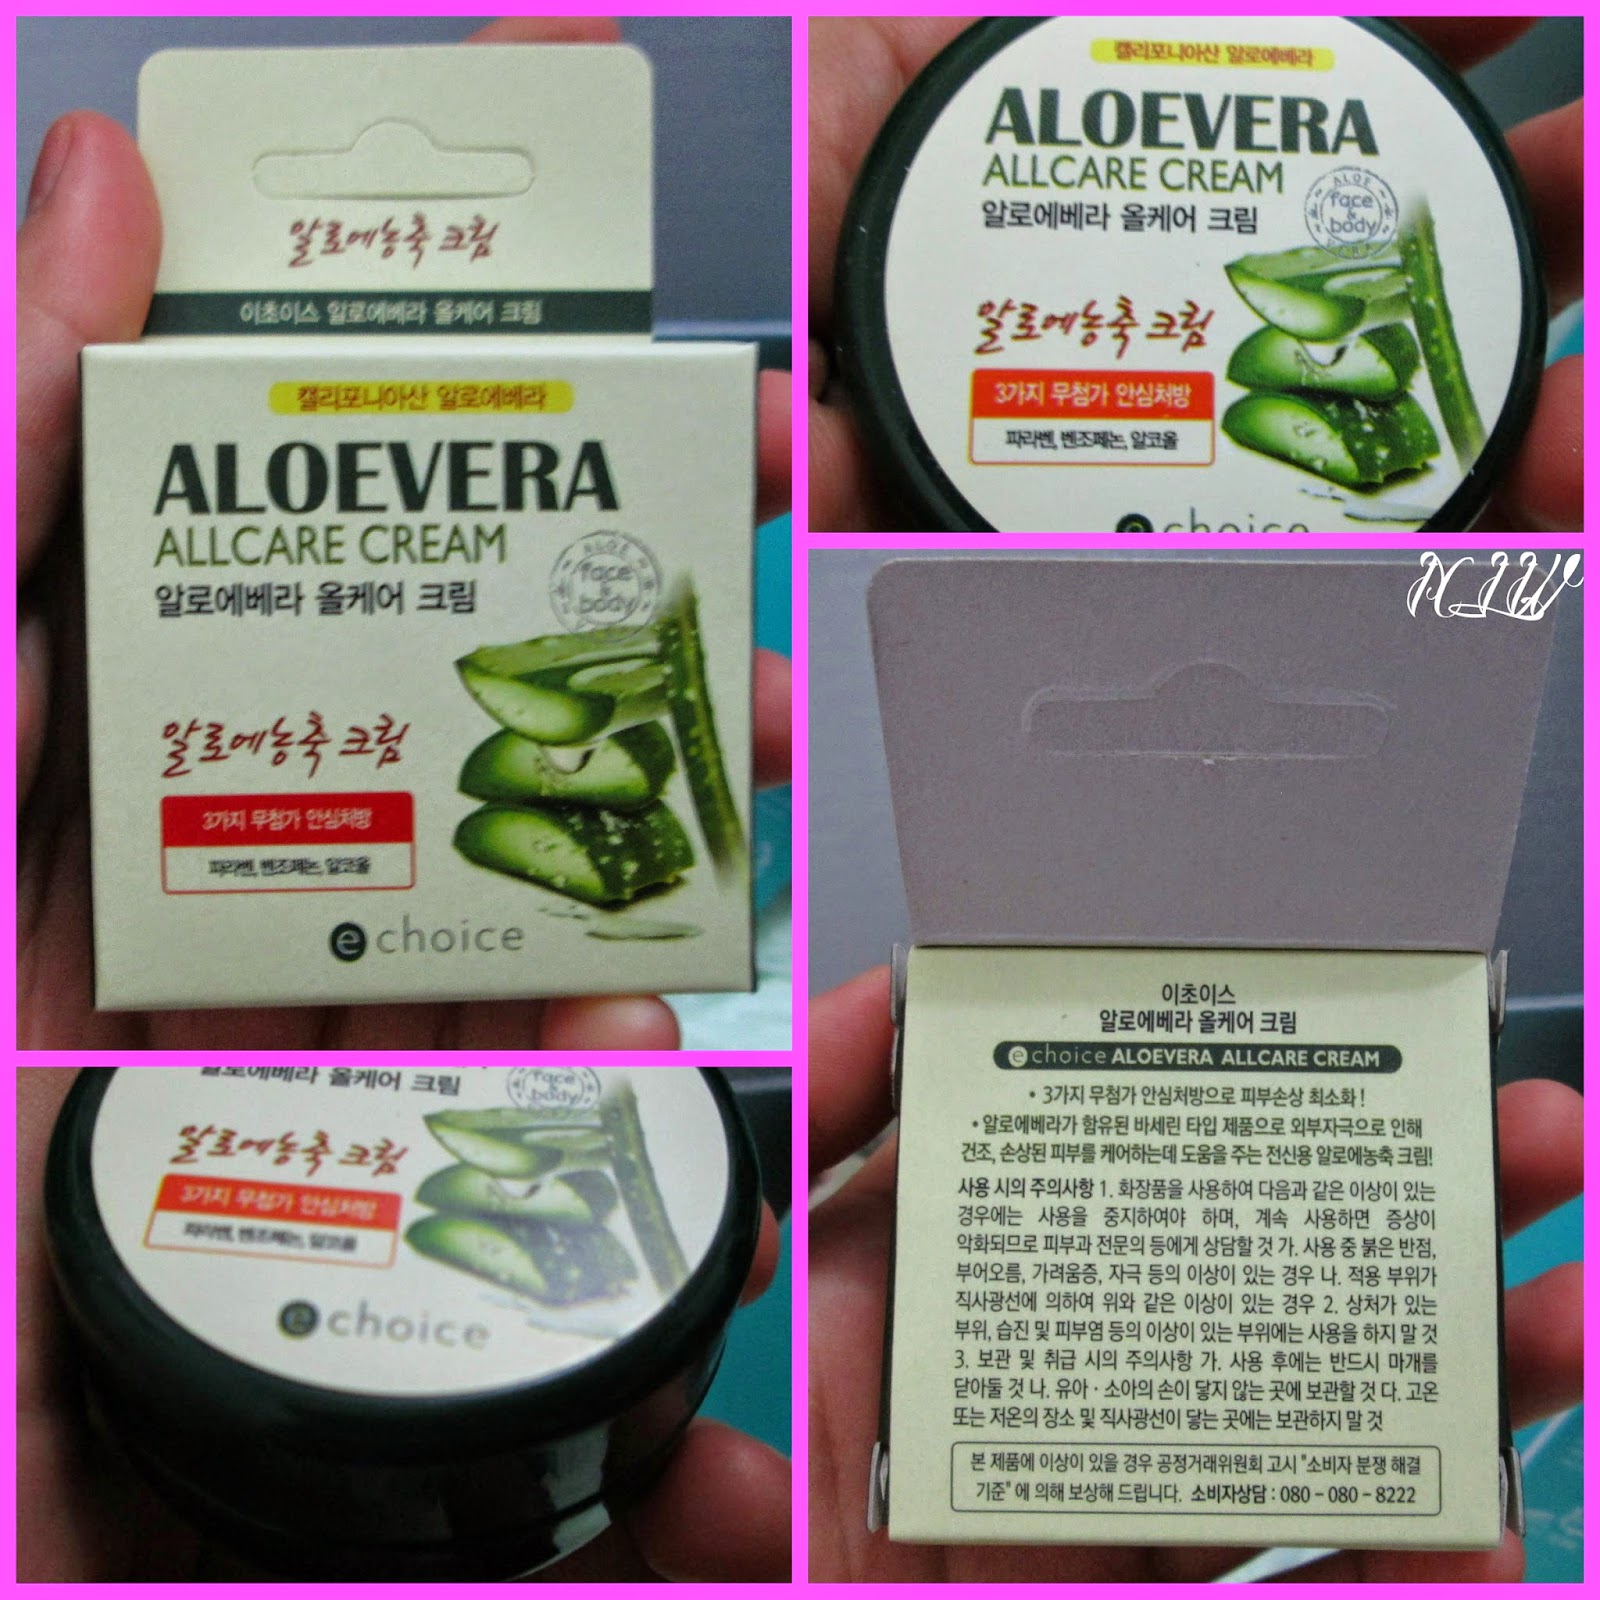 알로에농축 크림
이초이스 알로에베라 올케어 크림
캘리포니아산 알로에베라
ALOEVERA
ALLCARE CREAM
알로에베라 올케어 크림
ALOE
face
&
body
알로에농축 크림
3가지 무첨가 안심처방
파라벤, 벤조페논, 알코올
e choice
캘리포니아산 알로에베라
ALOEVERA
ALLCARE CREAM
알로에베라 올케어 크림
ALOE
face
&
body
알로에농축 크림
3가지 무첨가 안심처방
파라벤, 벤조페논, 알코올
e choice
알로에베라 올케어 크림
face
&
body
알로에농축 크림
3가지 무첨가 안심처방
파라벤, 벤조페논, 알코올
e choice
이초이스
알로에베라 올케어 크림
e choice ALOEVERA ALLCARE CREAM
• 3가지 무첨가 안심처방으로 피부손상 최소화 !
• 알로에베라가 함유된 바세린 타입 제품으로 외부자극으로 인해
건조, 손상된 피부를 케어하는데 도움을 주는 전신용 알로에농축 크림!
사용 시의 주의사항 1. 화장품을 사용하여 다음과 같은 이상이 있는
경우에는 사용을 중지하여야 하며, 계속 사용하면 증상이
악화되므로 피부과 전문의 등에게 상담할 것 가. 사용 중 붉은 반점,
부어오름, 가려움증, 자극 등의 이상이 있는 경우 나. 적용 부위가
직사광선에 의하여 위와 같은 이상이 있는 경우 2. 상처가 있는
부위, 습진 및 피부염 등의 이상이 있는 부위에는 사용을 하지 말 것
3. 보관 및 취급 시의 주의사항 가. 사용 후에는 반드시 마개를
닫아둘 것 나. 유아 · 소아의 손이 닿지 않는 곳에 보관할 것 다. 고온
또는 저온의 장소 및 직사광선이 닿는 곳에는 보관하지 말 것
본 제품에 이상이 있을 경우 공정거래위원회 고시 "소비자 분쟁 해결
기준" 에 의해 보상해 드립니다. 소비자상담 : 080 - 080 - 8222